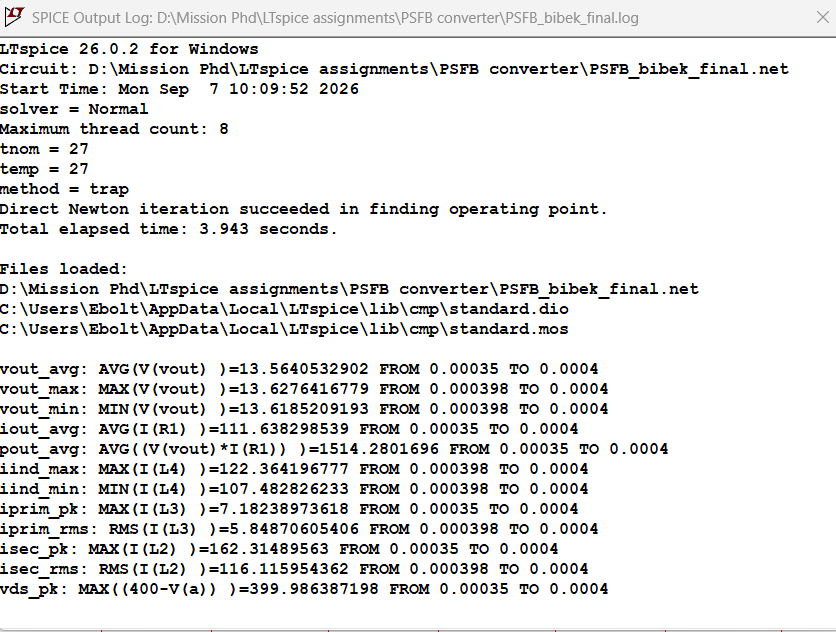 SPICE Output Log: D:\Mission Phd\LTspice assignments\PSFB converter\PSFB_bibek_final.log
LTspice 26.0.2 for Windows
Circuit: D:\Mission Phd\LTspice assignments\PSFB converter\PSFB_bibek_final.net
Start Time: Mon Sep  7 10:09:52 2026
solver = Normal
Maximum thread count: 8
tnom = 27
temp = 27
method = trap
Direct Newton iteration succeeded in finding operating point.
Total elapsed time: 3.943 seconds.
Files loaded:
D:\Mission Phd\LTspice assignments\PSFB converter\PSFB_bibek_final.net
C:\Users\Ebolt\AppData\Local\LTspice\lib\cmp\standard.dio
C:\Users\Ebolt\AppData\Local\LTspice\lib\cmp\standard.mos
vout_avg: AVG(V(vout) )=13.5640532902 FROM 0.00035 TO 0.0004
vout_max: MAX(V(vout) )=13.6276416779 FROM 0.000398 TO 0.0004
vout_min: MIN(V(vout) )=13.6185209193 FROM 0.000398 TO 0.0004
iout_avg: AVG(I(R1) )=111.638298539 FROM 0.00035 TO 0.0004
pout_avg: AVG((V(vout)*I(R1)) )=1514.2801696 FROM 0.00035 TO 0.0004
iind_max: MAX(I(L4) )=122.364196777 FROM 0.000398 TO 0.0004
iind_min: MIN(I(L4) )=107.482826233 FROM 0.000398 TO 0.0004
iprim_pk: MAX(I(L3) )=7.18238973618 FROM 0.00035 TO 0.0004
iprim_rms: RMS(I(L3) )=5.84870605406 FROM 0.000398 TO 0.0004
isec_pk: MAX(I(L2) )=162.31489563 FROM 0.00035 TO 0.0004
isec_rms: RMS(I(L2) )=116.115954362 FROM 0.000398 TO 0.0004
vds_pk: MAX((400-V(a)) )=399.986387198 FROM 0.00035 TO 0.0004